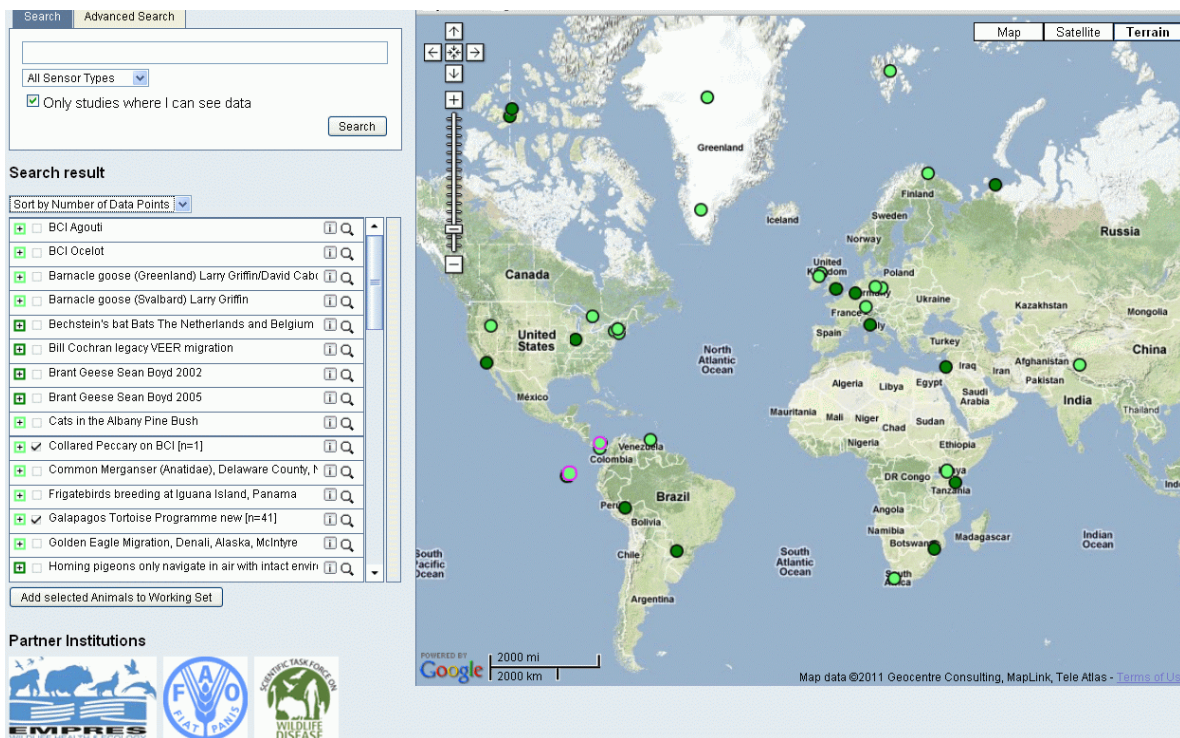 Search
Advanced Search
All Sensor Types
Only studies where I can see data
Search
Search result
Sort by Number of Data Points
BCI Agouti
BCI Ocelot
Barnacle goose (Greenland) Larry Griffin/David Cabo
Barnacle goose (Svalbard) Larry Griffin
Bechstein's bat Bats The Netherlands and Belgium
Bill Cochran legacy VEER migration
Brant Geese Sean Boyd 2002
Brant Geese Sean Boyd 2005
Cats in the Albany Pine Bush
Collared Peccary on BCI [n=1]
Common Merganser (Anatidae), Delaware County, N
Frigatebirds breeding at Iguana Island, Panama
Galapagos Tortoise Programme new [n=41]
Golden Eagle Migration, Denali, Alaska, McIntyre
Homing pigeons only navigate in air with intact envir
Add selected Animals to Working Set
Partner Institutions
EMPRES
WILDLIFE HEALTH & ECOLOGY
F A O
FIAT PANIS
SCIENTIFIC TASK FORCE ON
WILDLIFE
DISEASE
Map
Satellite
Terrain
Greenland
Iceland
Finland
Sweden
Norway
Russia
Canada
United
Kingdom
Poland
Germany
Ukraine
Kazakhstan
Mongolia
France
Italy
Spain
Turkey
China
United
States
North
Atlantic
Ocean
Iraq
Iran
Afghanistan
Pakistan
Algeria
Libya
Egypt
Saudi
Arabia
India
Thailand
México
Mauritania
Mali
Niger
Chad
Sudan
Nigeria
Ethiopia
Venezuela
Colombia
DR Congo
Kenya
Tanzania
Brazil
Peru
Bolivia
Angola
Namibia
Botswana
Madagascar
Indian
Ocean
Chile
South
Pacific
Ocean
South
Atlantic
Ocean
South
Africa
Argentina
POWERED BY
Google
2000 mi
2000 km
Map data ©2011 Geocentre Consulting, MapLink, Tele Atlas - Terms of Us